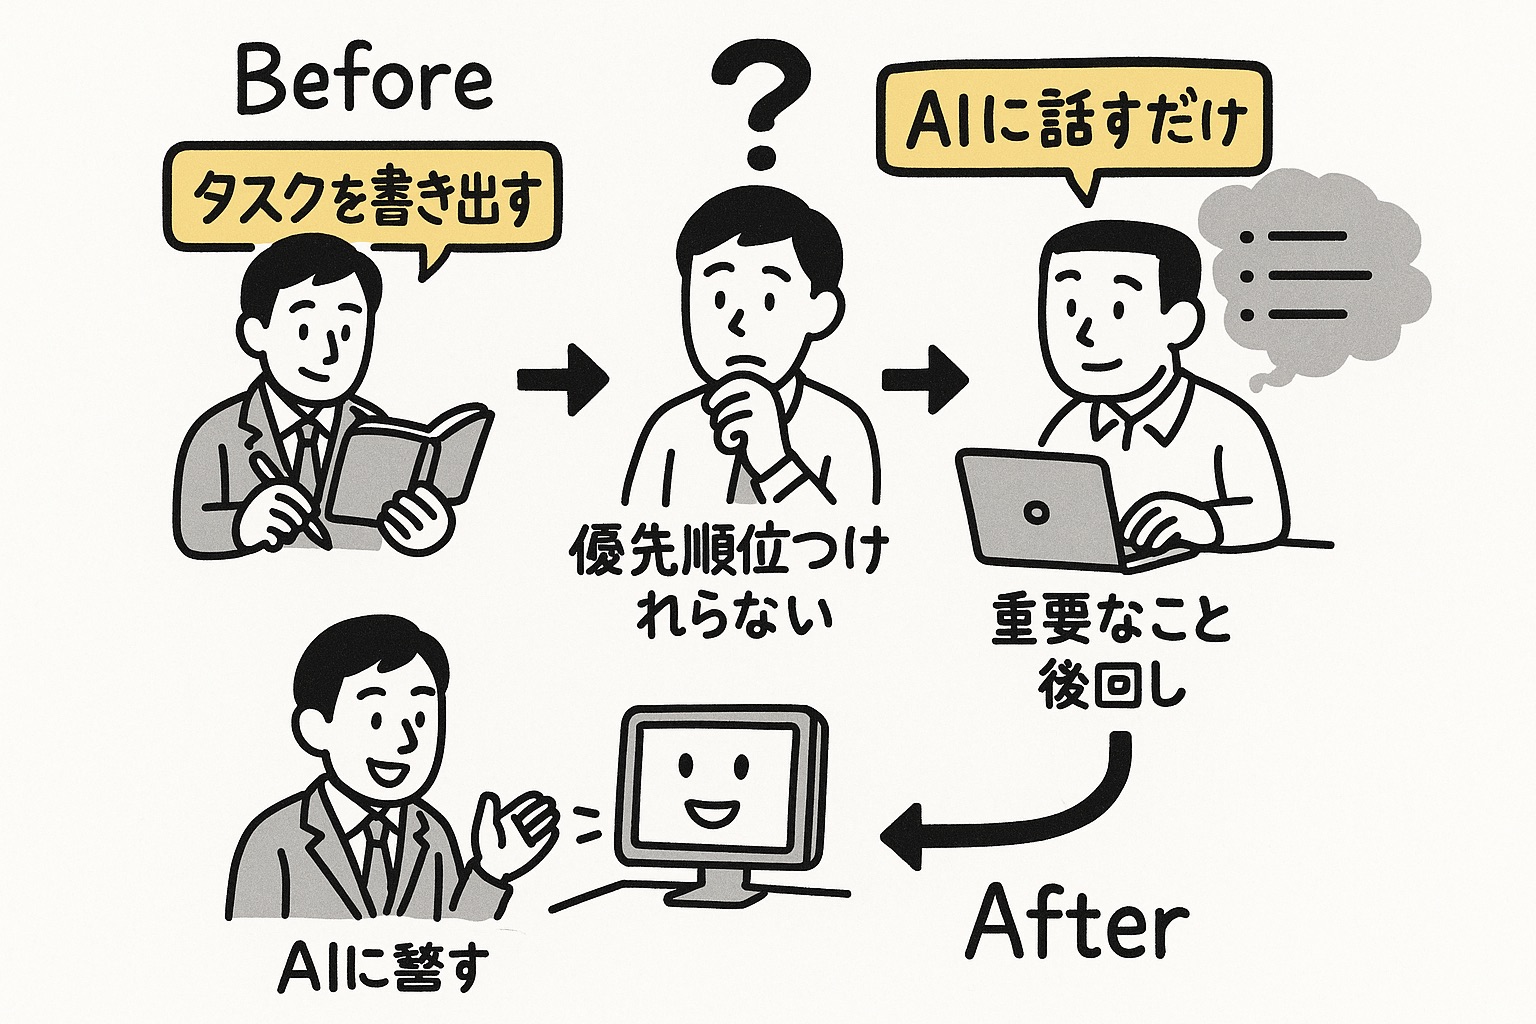 Before
タスクを書き出す
?
AIに話すだけ
優先順位つけ
れらない
重要なこと
後回し
After
AIに
す